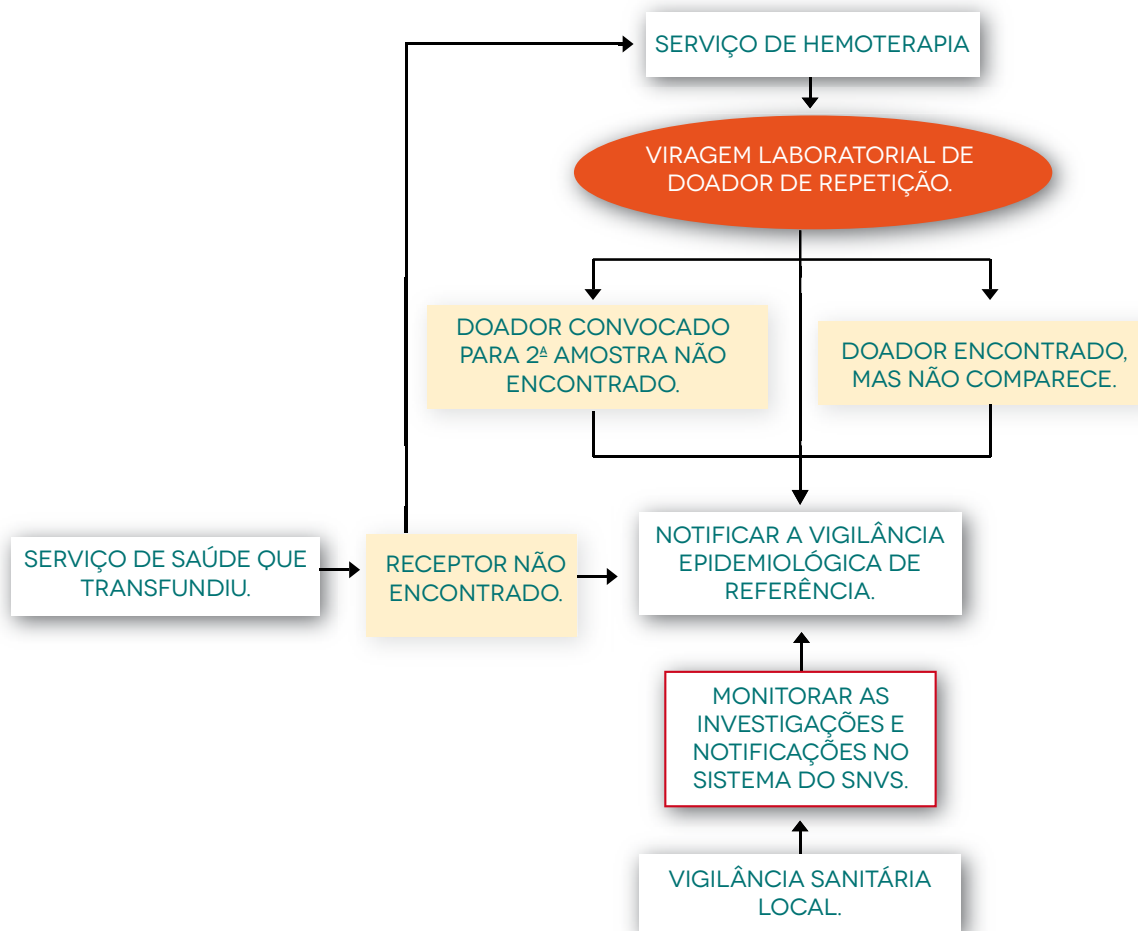 SERVIÇO DE HEMOTERAPIA
VIRAGEM LABORATORIAL DE
DOADOR DE REPETIÇÃO.
DOADOR CONVOCADO
PARA 2ª AMOSTRA NÃO
ENCONTRADO.
DOADOR ENCONTRADO,
MAS NÃO COMPARECE.
SERVIÇO DE SAÚDE QUE
TRANSFUNDIU.
RECEPTOR NÃO
ENCONTRADO.
NOTIFICAR A VIGILÂNCIA
EPIDEMIOLÓGICA DE
REFERÊNCIA.
MONITORAR AS
INVESTIGAÇÕES E
NOTIFICAÇÕES NO
SISTEMA DO SNVS.
VIGILÂNCIA SANITÁRIA
LOCAL.